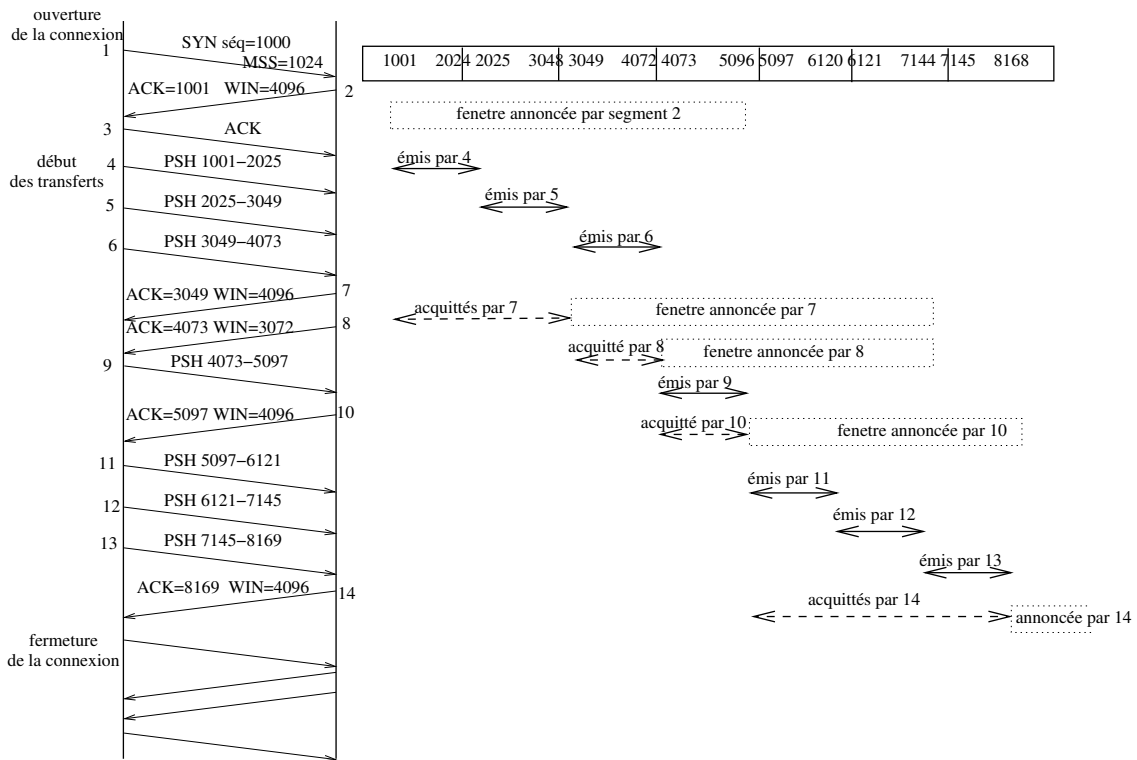 ouverture
de la connexion
1
SYN séq=1000
MSS=1024
1001 2024 2025 3048 3049 4072 4073 5096 5097 6120 6121 7144 7145 8168
ACK=1001 WIN=4096
2
fenetre annoncée par segment 2
3
ACK
début
des transferts
4
PSH 1001−2025
émis par 4
5
PSH 2025−3049
émis par 5
6
PSH 3049−4073
émis par 6
ACK=3049 WIN=4096
7
acquittés par 7
fenetre annoncée par 7
ACK=4073 WIN=3072
8
acquitté par 8
fenetre annoncée par 8
9
PSH 4073−5097
émis par 9
ACK=5097 WIN=4096
10
acquitté par 10
fenetre annoncée par 10
11
PSH 5097−6121
émis par 11
12
PSH 6121−7145
émis par 12
13
PSH 7145−8169
émis par 13
ACK=8169 WIN=4096
14
acquittés par 14
annoncée par 14
fermeture
de la connexion